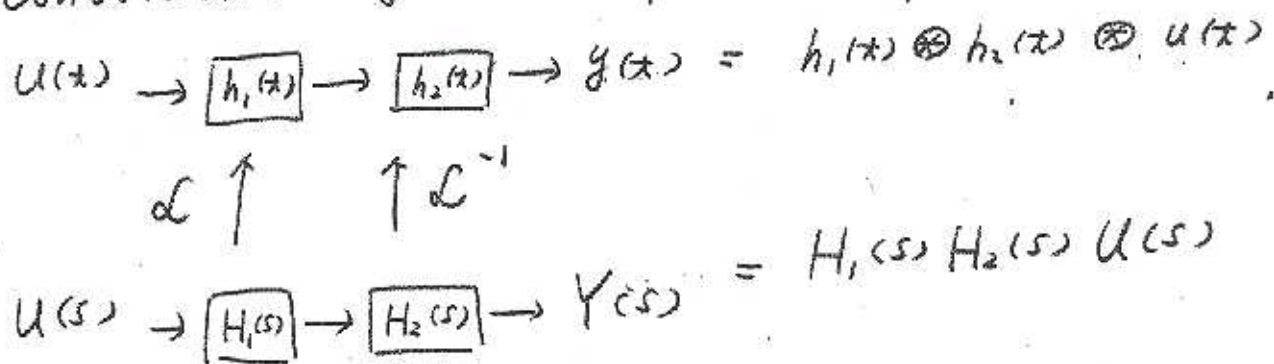 u(t) → h₁(t) → h₂(t) → y(t) = h₁(t) ⊛ h₂(t) ⊛ u(t).
ℒ ↑ ↑ ℒ⁻¹
U(s) → H₁(s) → H₂(s) → Y(s) = H₁(s) H₂(s) U(s)